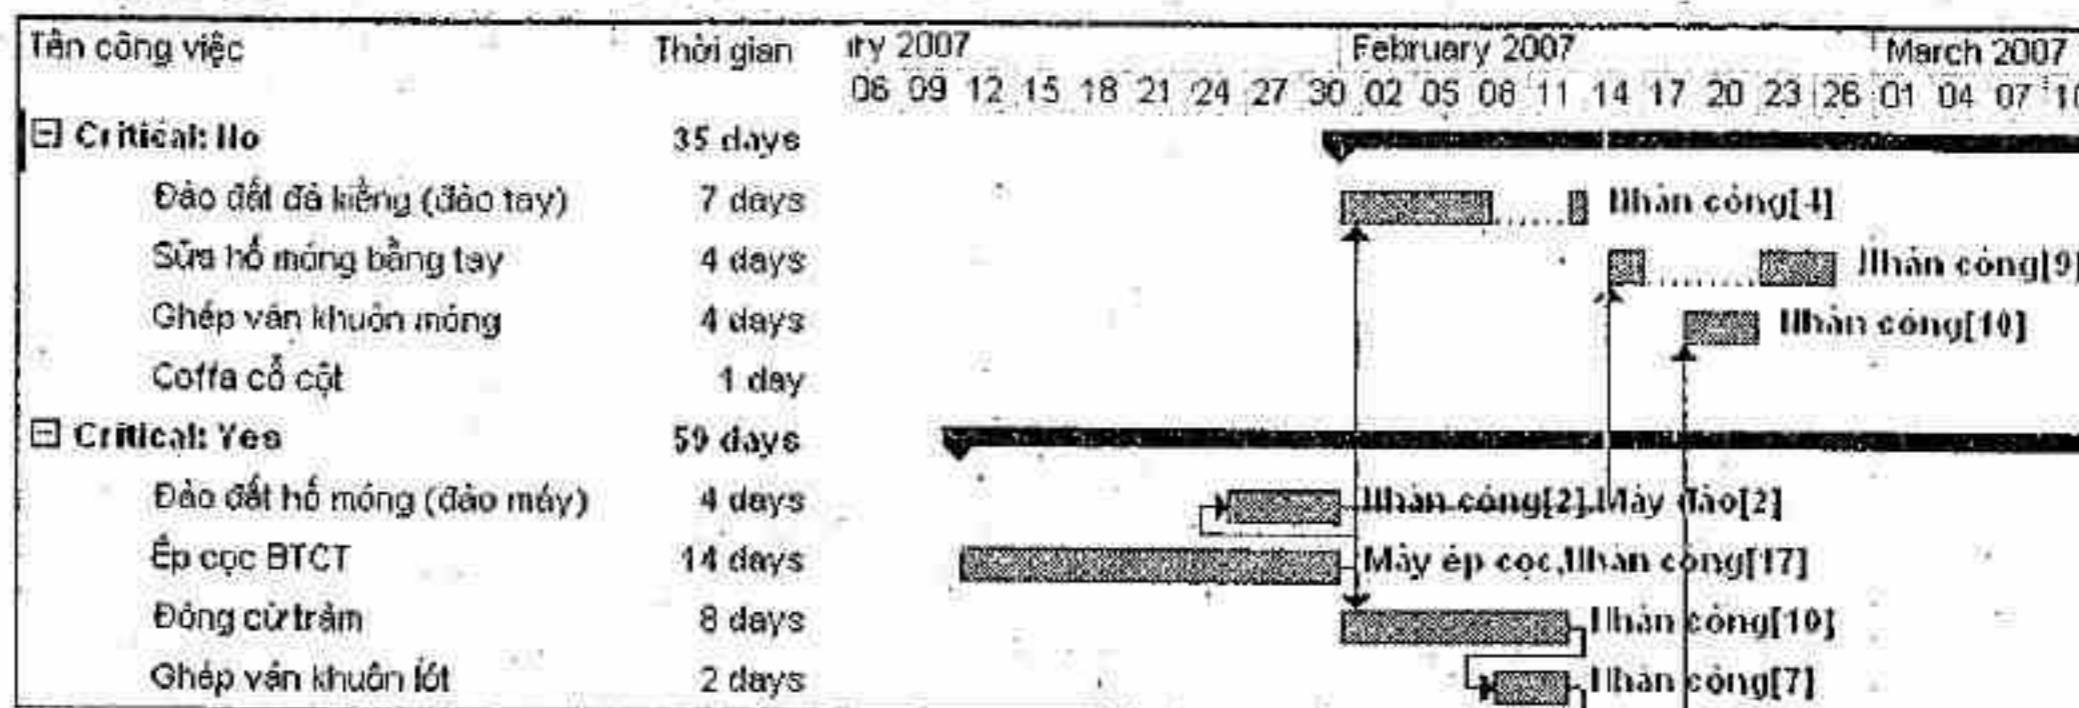 Tên công việc Thời gian iry 2007 February 2007 March 2007
06 09 12 15 18 21 24 27 30 02 05 08 11 14 17 20 23 26 01 04 07 10
Critical: No 35 days
Đào đất đà kiềng (đào tay) 7 days Nhân công[4]
Sửa hố móng bằng tay 4 days Nhân công[9]
Ghép ván khuôn móng 4 days Nhân công[10]
Coffa cổ cột 1 day
Critical: Yes 59 days
Đào đất hố móng (đào máy) 4 days Nhân công[2],Máy đào[2]
Ép cọc BTCT 14 days Máy ép cọc,Nhân công[17]
Đóng cừ tràm 8 days Nhân công[10]
Ghép ván khuôn lót 2 days Nhân công[7]